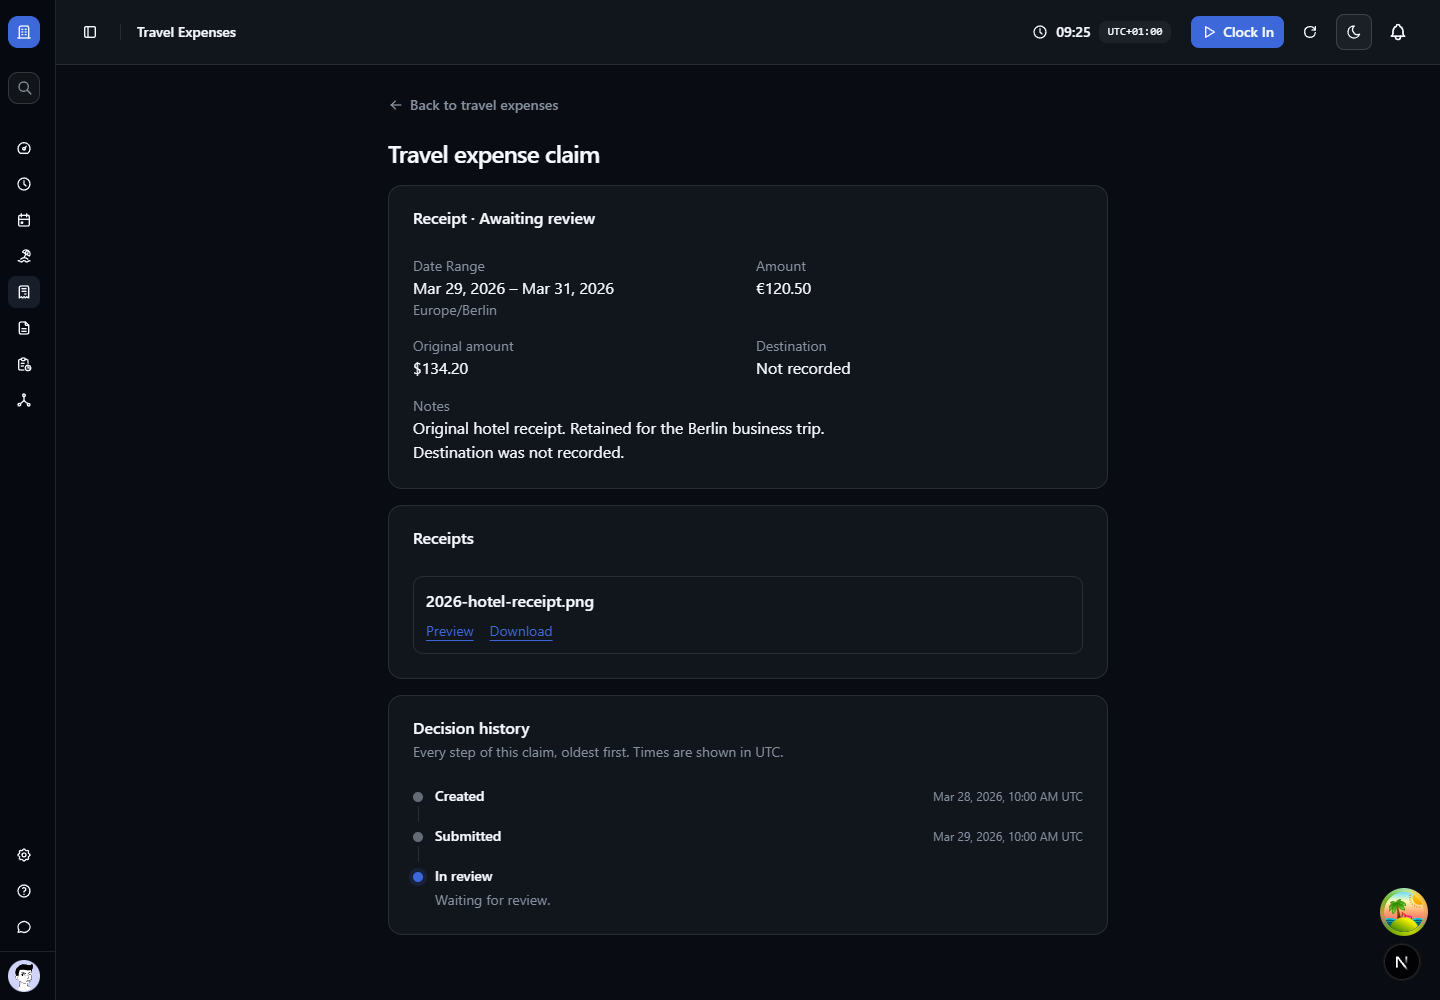 Travel Expenses
09:25
UTC+01:00
Clock In
Back to travel expenses
Travel expense claim
Receipt · Awaiting review
Date Range
Mar 29, 2026 – Mar 31, 2026
Europe/Berlin
Amount
€120.50
Original amount
$134.20
Destination
Not recorded
Notes
Original hotel receipt. Retained for the Berlin business trip.
Destination was not recorded.
Receipts
2026-hotel-receipt.png
Preview Download
Decision history
Every step of this claim, oldest first. Times are shown in UTC.
Created Mar 28, 2026, 10:00 AM UTC
Submitted Mar 29, 2026, 10:00 AM UTC
In review
Waiting for review.
N